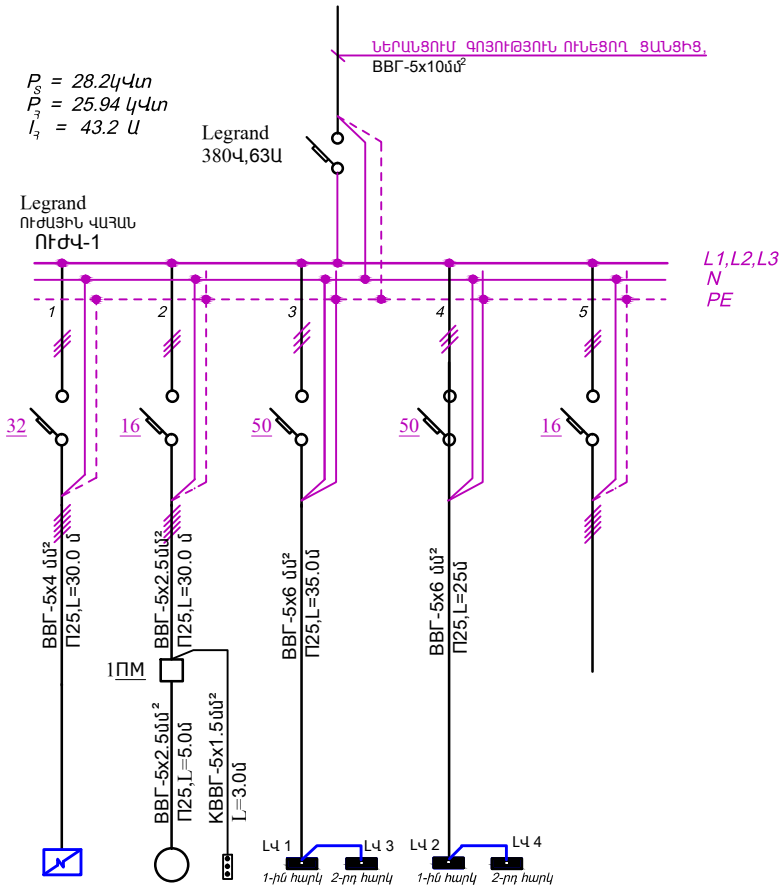 ՆԵՐԱՆՑՈՒՄ ԳՈՅՈՒԹՅՈՒՆ ՈՒՆԵՑՈՂ ՑԱՆՑԻՑ,
ВВГ-5x10մմ²
Pₛ = 28.2կՎտ
P = 25.94 կՎտ
I = 43.2 Ա
Legrand
380Վ,63Ա
Legrand
ՈՒԺԱՅԻՆ ՎԱՀԱՆ
ՈՒԺՎ-1
L1,L2,L3
N
PE
1 2 3 4 5
32 16 50 50 16
ВВГ-5x4 մմ²
П25,L=30.0 մ
ВВГ-5x2.5մմ²
П25,L=30.0 մ
ВВГ-5x6 մմ²
П25,L=35.0մ
ВВГ-5x6 մմ²
П25,L=25մ
1ПМ
ВВГ-5x2.5մմ²
П25,L=5.0մ
КВВГ-5x1.5մմ²
L=3.0մ
ԼՎ 1 ԼՎ 3 ԼՎ 2 ԼՎ 4
1-ին հարկ 2-րդ հարկ 1-ին հարկ 2-րդ հարկ